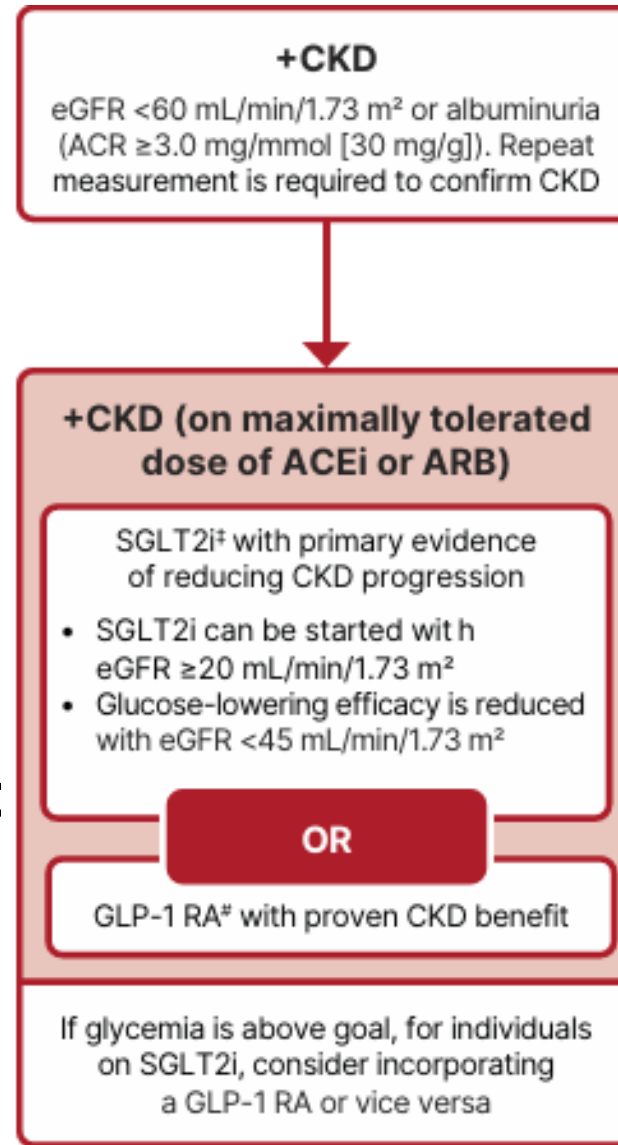 +CKD
eGFR <60 mL/min/1.73 m² or albuminuria
(ACR ≥3.0 mg/mmol [30 mg/g]). Repeat
measurement is required to confirm CKD
+CKD (on maximally tolerated
dose of ACEi or ARB)
SGLT2i‡ with primary evidence
of reducing CKD progression
• SGLT2i can be started with
eGFR ≥20 mL/min/1.73 m²
• Glucose-lowering efficacy is reduced
with eGFR <45 mL/min/1.73 m²
OR
GLP-1 RA# with proven CKD benefit
If glycemia is above goal, for individuals
on SGLT2i, consider incorporating
a GLP-1 RA or vice versa